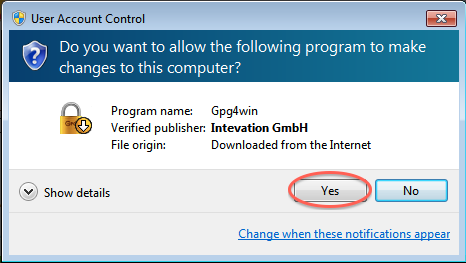 User Account Control
Do you want to allow the following program to make
changes to this computer?
Program name: Gpg4win
Verified publisher: Intevation GmbH
File origin: Downloaded from the Internet
Show details
Yes
No
Change when these notifications appear